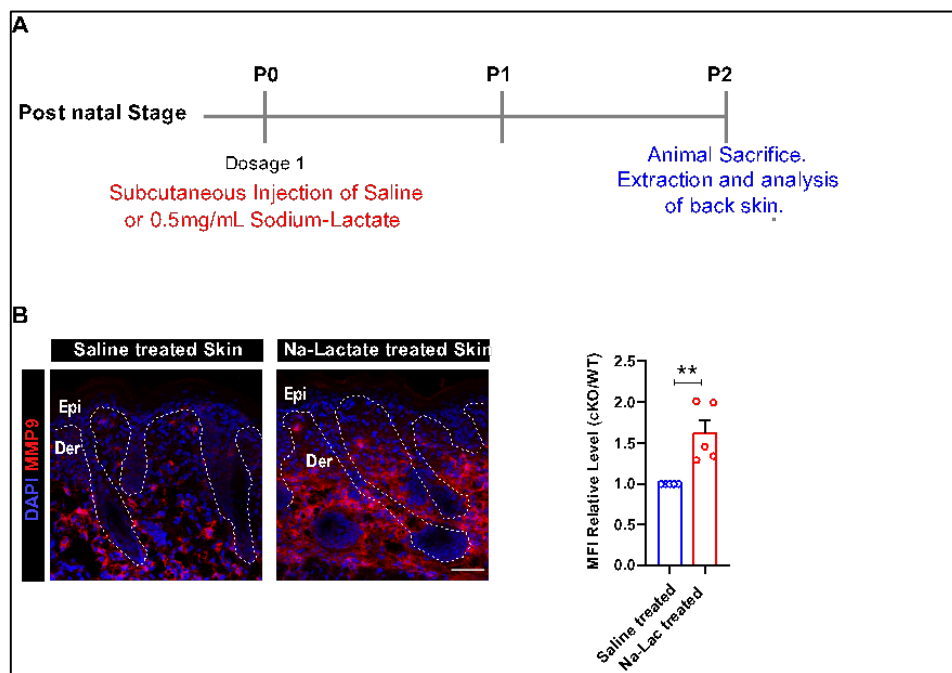 A
P0
P1
P2
Post natal Stage
Dosage 1
Subcutaneous Injection of Saline
or 0.5mg/mL Sodium-Lactate
Animal Sacrifice.
Extraction and analysis
of back skin.
B
Saline treated Skin
Na-Lactate treated Skin
DAPI MMP9
Epi
Der
Epi
Der
MFI Relative Level (cKO/WT)
2.5
2.0
1.5
1.0
0.5
0.0
**
Saline treated
Na-Lac treated